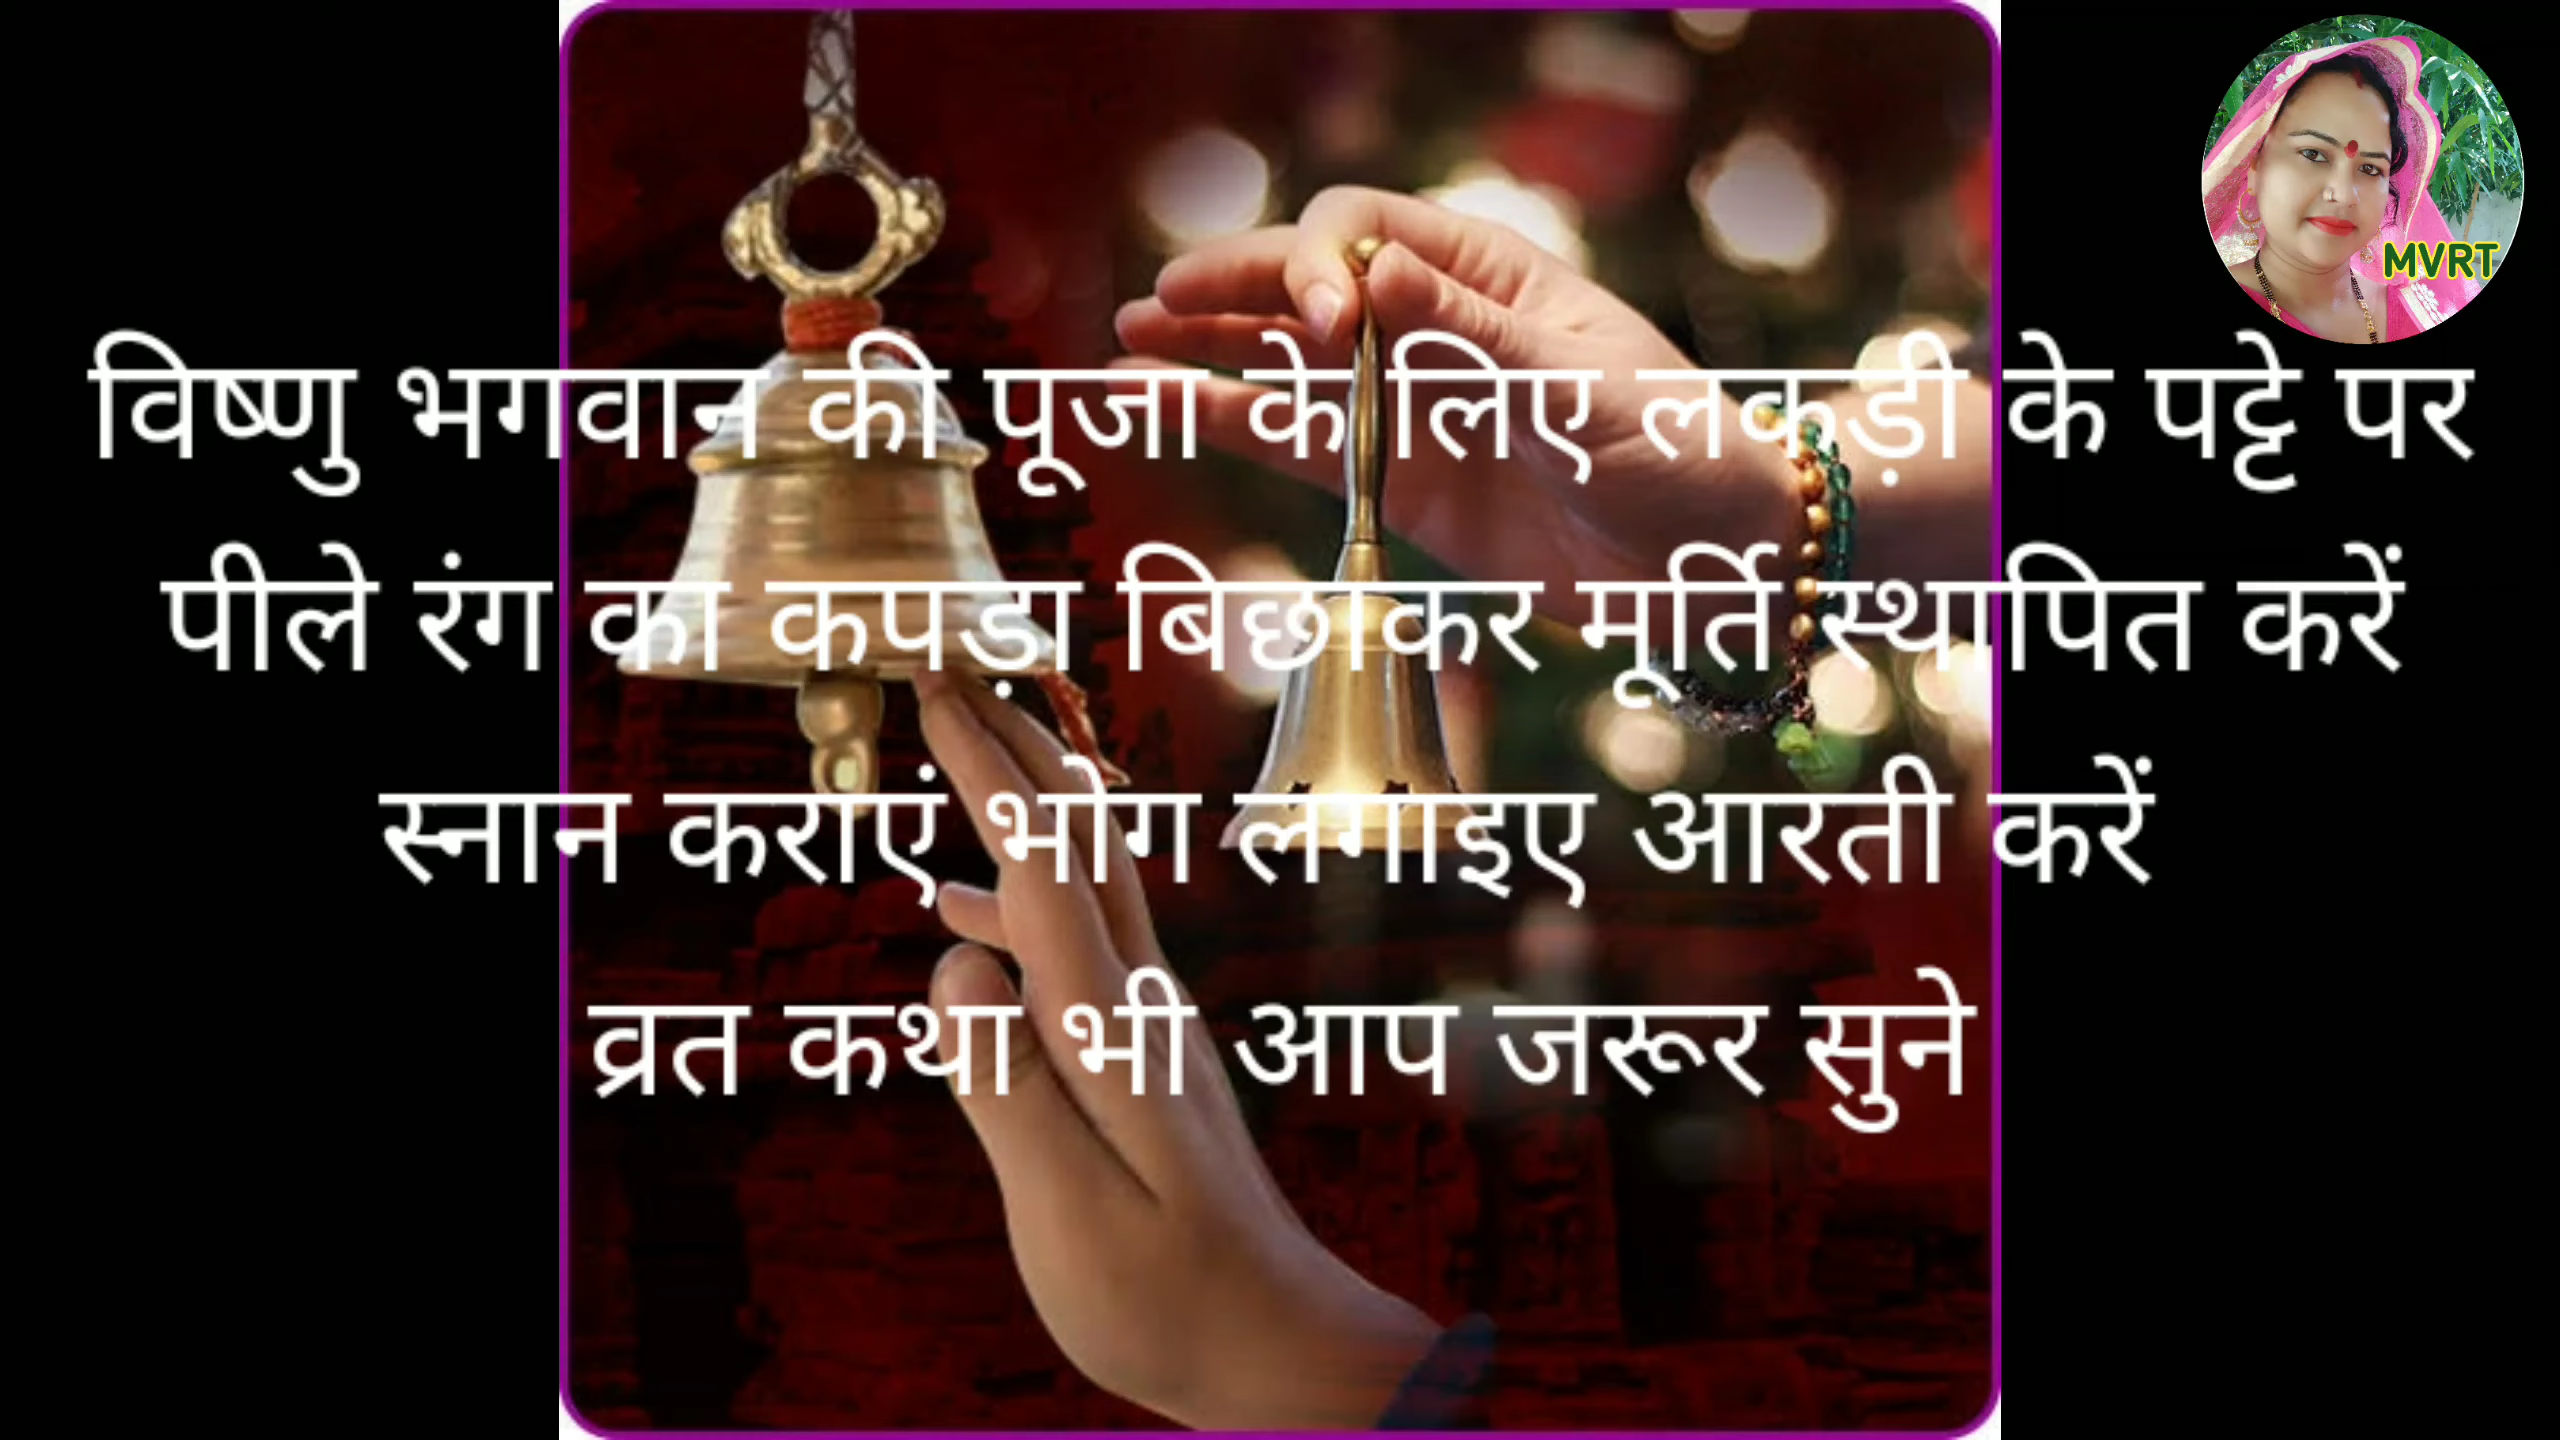 MVRT
विष्णु भगवान की पूजा के लिए लकड़ी के पट्टे पर
पीले रंग का कपड़ा बिछाकर मूर्ति स्थापित करें
स्नान कराएं भोग लगाइए आरती करें
व्रत कथा भी आप जरूर सुने